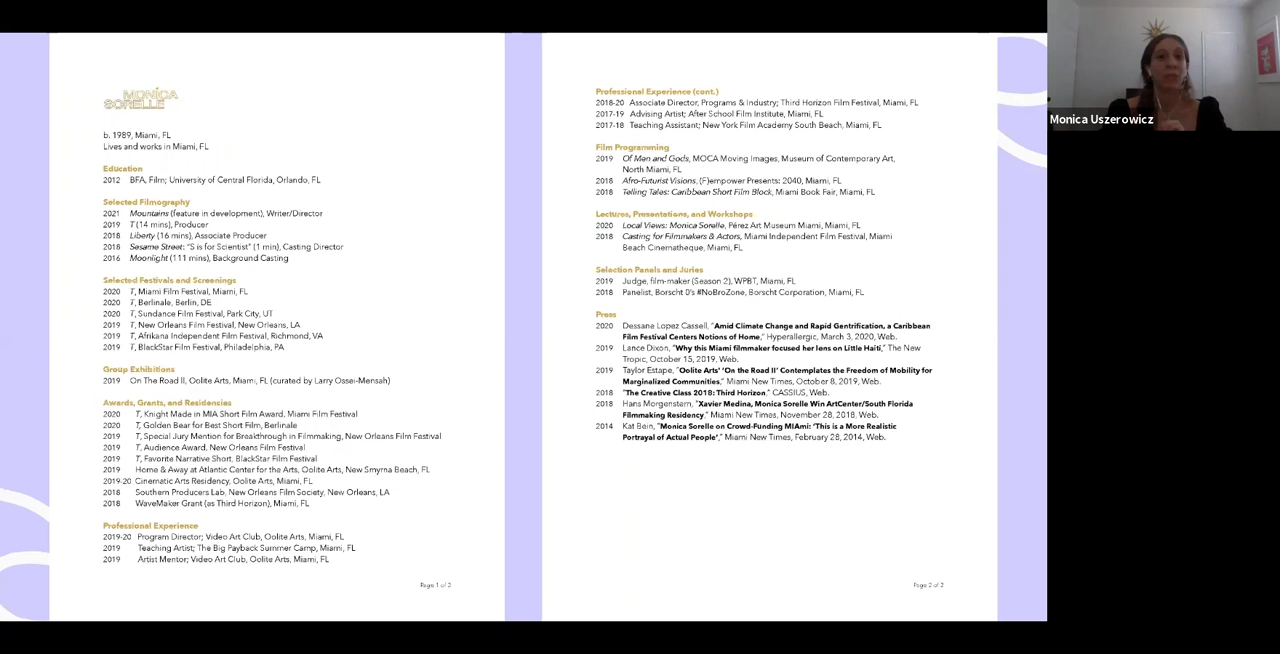 MONICA
SORELLE
b. 1989, Miami, FL
Lives and works in Miami, FL
Education
2012 BFA, Film; University of Central Florida, Orlando, FL
Selected Filmography
2021 Mountains (feature in development), Writer/Director
2019 T (14 mins), Producer
2018 Liberty (16 mins), Associate Producer
2018 Sesame Street: "S is for Scientist" (1 min), Casting Director
2016 Moonlight (111 mins), Background Casting
Selected Festivals and Screenings
2020 T, Miami Film Festival, Miami, FL
2020 T, Berlinale, Berlin, DE
2020 T, Sundance Film Festival, Park City, UT
2019 T, New Orleans Film Festival, New Orleans, LA
2019 T, Afrikana Independent Film Festival, Richmond, VA
2019 T, BlackStar Film Festival, Philadelphia, PA
Group Exhibitions
2019 On The Road II, Oolite Arts, Miami, FL (curated by Larry Ossei-Mensah)
Awards, Grants, and Residencies
2020 T, Knight Made in MIA Short Film Award, Miami Film Festival
2020 T, Golden Bear for Best Short Film, Berlinale
2019 T, Special Jury Mention for Breakthrough in Filmmaking, New Orleans Film Festival
2019 T, Audience Award, New Orleans Film Festival
2019 T, Favorite Narrative Short, BlackStar Film Festival
2019 Home & Away at Atlantic Center for the Arts, Oolite Arts, New Smyrna Beach, FL
2019-20 Cinematic Arts Residency, Oolite Arts, Miami, FL
2018 Southern Producers Lab, New Orleans Film Society, New Orleans, LA
2018 WaveMaker Grant (as Third Horizon), Miami, FL
Professional Experience
2019-20 Program Director; Video Art Club, Oolite Arts, Miami, FL
2019 Teaching Artist; The Big Payback Summer Camp, Miami, FL
2019 Artist Mentor; Video Art Club, Oolite Arts, Miami, FL
Page 1 of 2
Professional Experience (cont.)
2018-20 Associate Director, Programs & Industry; Third Horizon Film Festival, Miami, FL
2017-19 Advising Artist; After School Film Institute, Miami, FL
2017-18 Teaching Assistant; New York Film Academy South Beach, Miami, FL
Film Programming
2019 Of Men and Gods, MOCA Moving Images, Museum of Contemporary Art,
North Miami, FL
2018 Afro-Futurist Visions, (F)empower Presents: 2040, Miami, FL
2018 Telling Tales: Caribbean Short Film Block, Miami Book Fair, Miami, FL
Lectures, Presentations, and Workshops
2020 Local Views: Monica Sorelle, Pérez Art Museum Miami, Miami, FL
2018 Casting for Filmmakers & Actors, Miami Independent Film Festival, Miami
Beach Cinematheque, Miami, FL
Selection Panels and Juries
2019 Judge, film-maker (Season 2), WPBT, Miami, FL
2018 Panelist, Borscht 0's #NoBroZone, Borscht Corporation, Miami, FL
Press
2020 Dessane Lopez Cassell, "Amid Climate Change and Rapid Gentrification, a Caribbean
Film Festival Centers Notions of Home," Hyperallergic, March 3, 2020, Web.
2019 Lance Dixon, "Why this Miami filmmaker focused her lens on Little Haiti," The New
Tropic, October 15, 2019, Web.
2019 Taylor Estape, "Oolite Arts' 'On the Road II' Contemplates the Freedom of Mobility for
Marginalized Communities," Miami New Times, October 8, 2019, Web.
2018 "The Creative Class 2018: Third Horizon," CASSIUS, Web.
2018 Hans Morgenstern, "Xavier Medina, Monica Sorelle Win ArtCenter/South Florida
Filmmaking Residency," Miami New Times, November 28, 2018, Web.
2014 Kat Bein, "Monica Sorelle on Crowd-Funding MIAmi: 'This is a More Realistic
Portrayal of Actual People'," Miami New Times, February 28, 2014, Web.
Page 2 of 2
Monica Uszerowicz